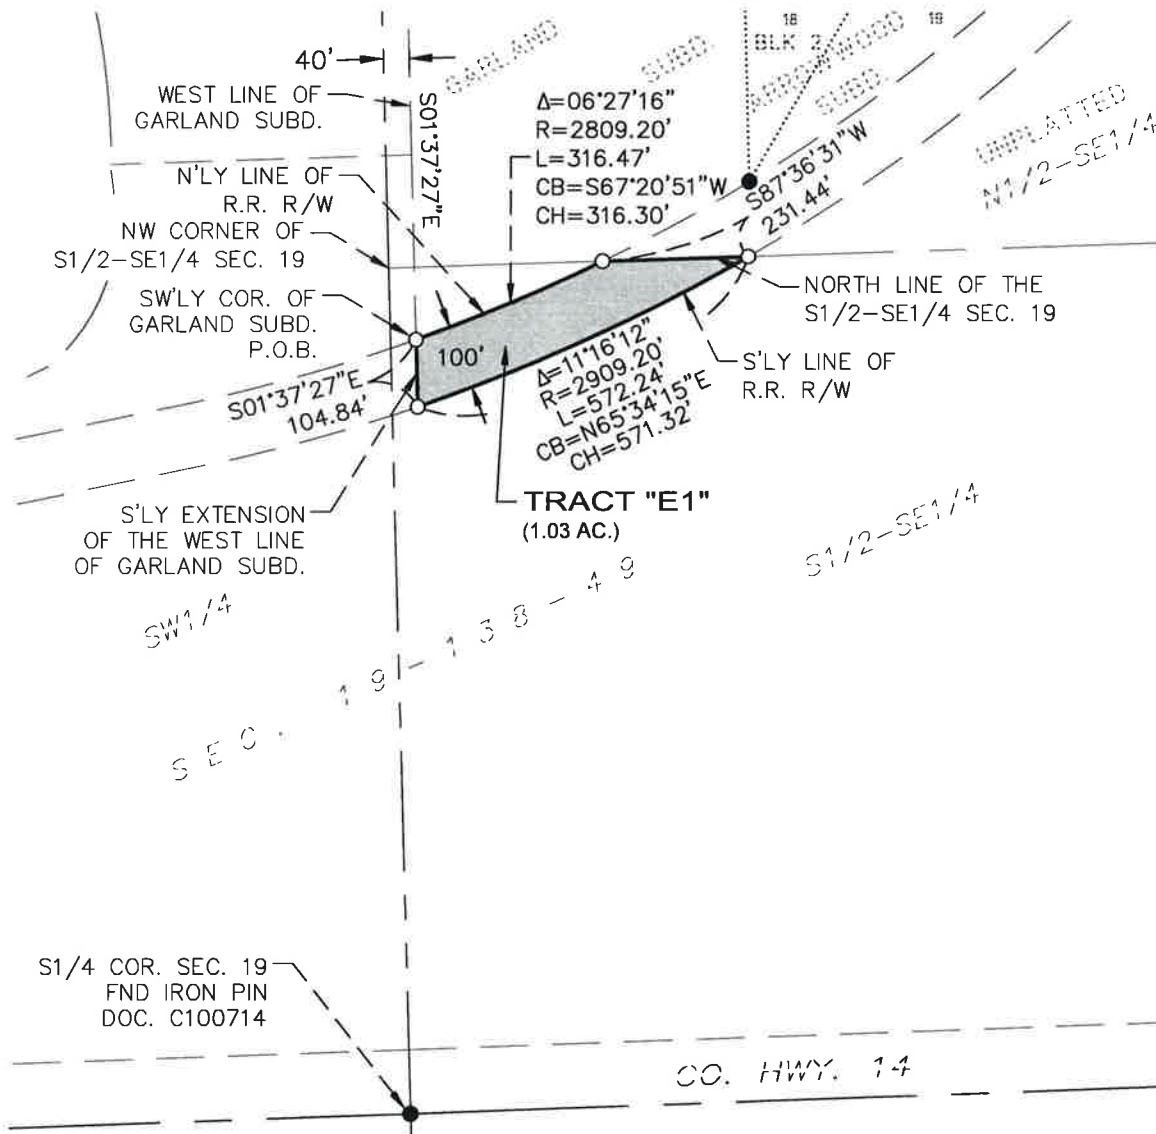 18
19
BLK 2
ARROWWOOD
SUBD.
GARLAND
SUBD.
40'
WEST LINE OF
GARLAND SUBD.
S01°37'27"E
Δ=06°27'16"
R=2809.20'
L=316.47'
CB=S67°20'51"W
CH=316.30'
UNPLATTED
N1/2-SE1/4
N'LY LINE OF
R.R. R/W
S87°36'31"W
231.44'
NW CORNER OF
S1/2-SE1/4 SEC. 19
SW'LY COR. OF
GARLAND SUBD.
P.O.B.
NORTH LINE OF THE
S1/2-SE1/4 SEC. 19
100'
S'LY LINE OF
R.R. R/W
S01°37'27"E
104.84'
Δ=11°16'12"
R=2909.20'
L=572.24'
CB=N65°34'15"E
CH=571.32'
TRACT "E1"
(1.03 AC.)
S'LY EXTENSION
OF THE WEST LINE
OF GARLAND SUBD.
S1/2-SE1/4
SW1/4
SEC. 19-138-49
S1/4 COR. SEC. 19
FND IRON PIN
DOC. C100714
CO. HWY. 14